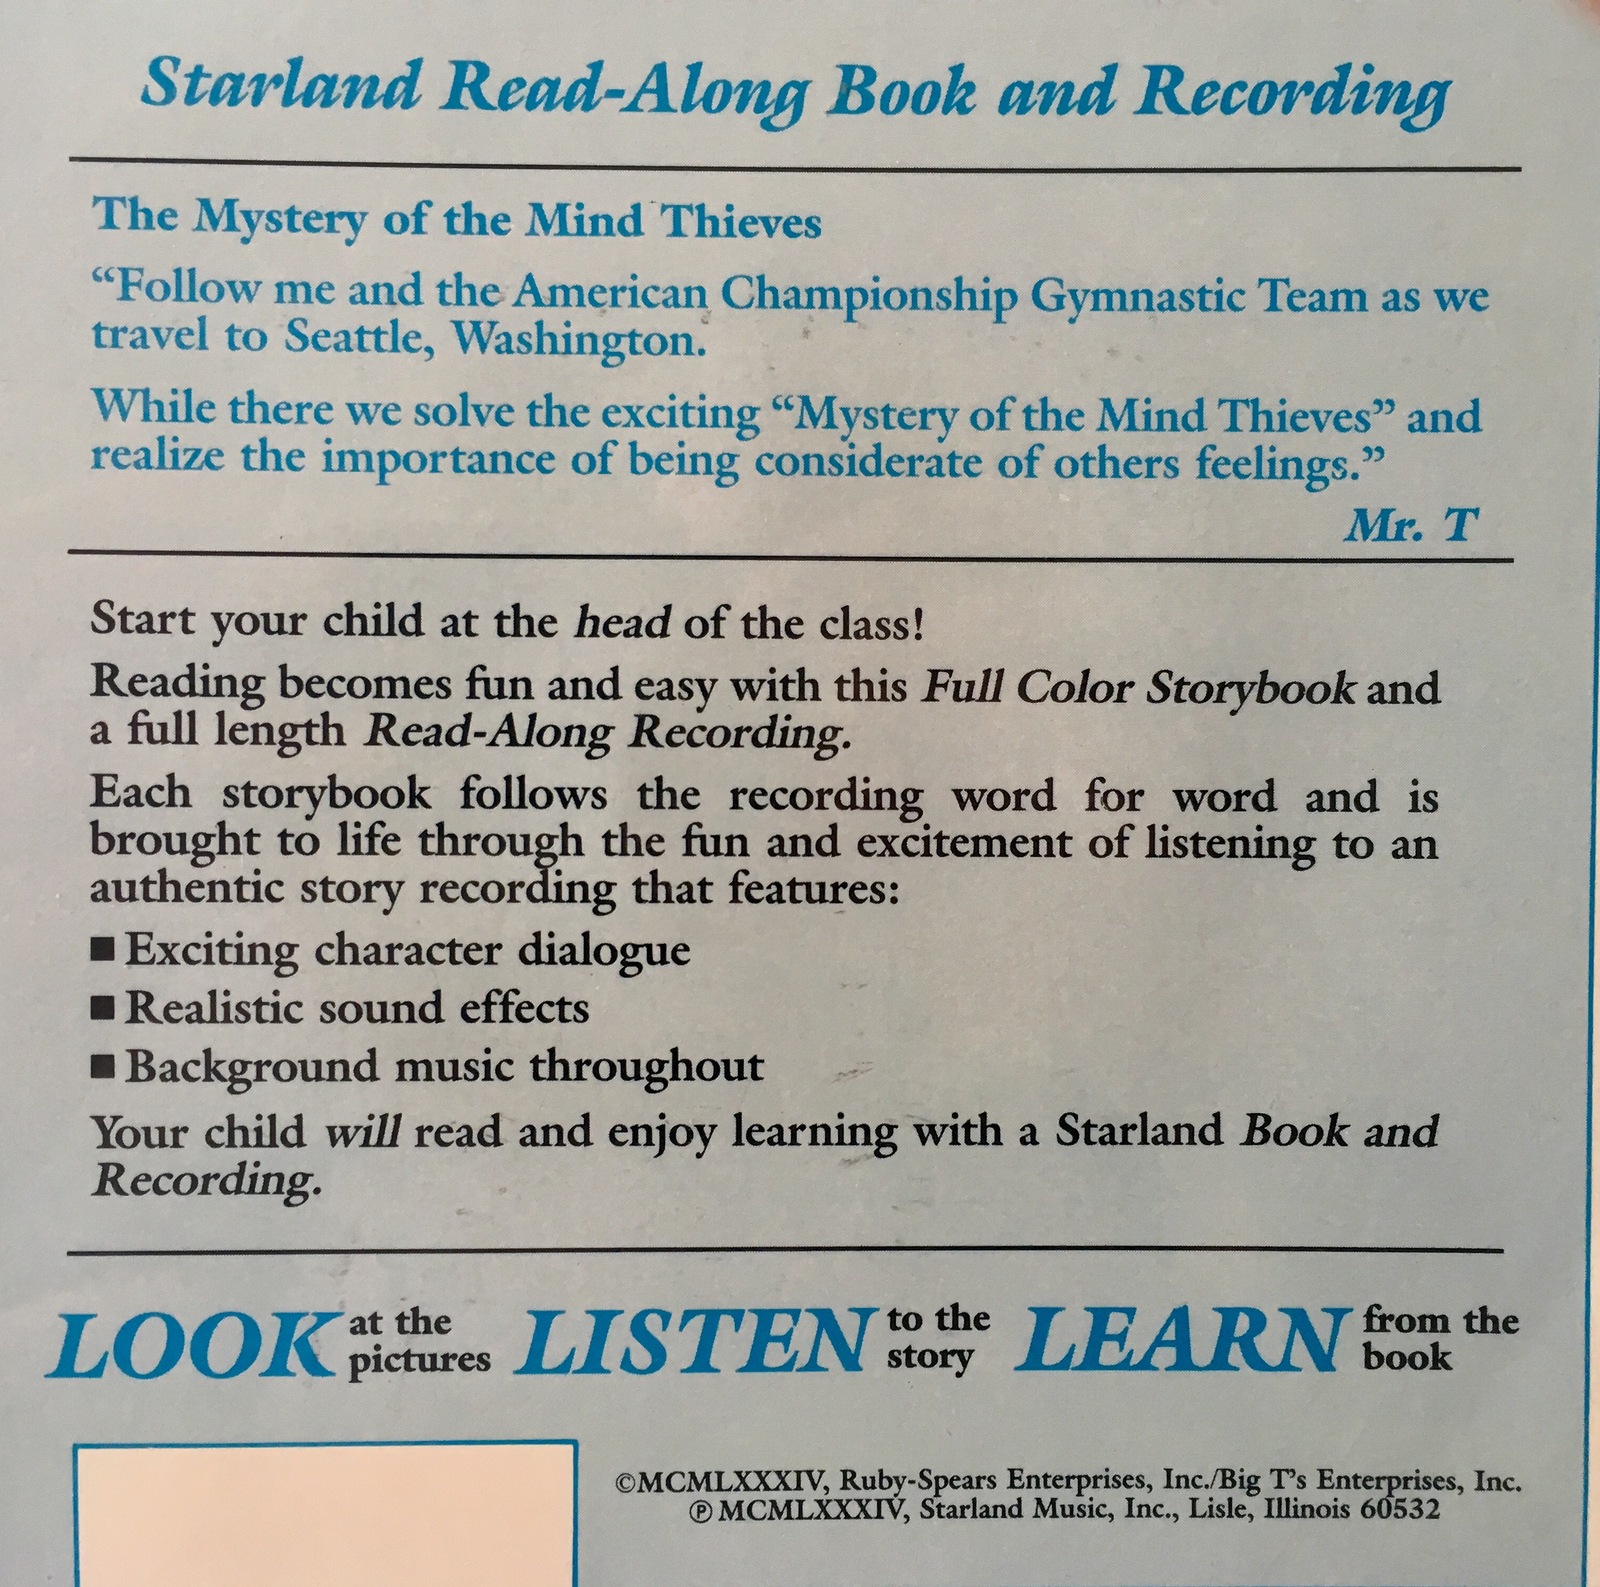 Starland Read-Along Book and Recording
The Mystery of the Mind Thieves
“Follow me and the American Championship Gymnastic Team as we
travel to Seattle, Washington.
While there we solve the exciting “Mystery of the Mind Thieves” and
realize the importance of being considerate of others feelings.”
Mr. T
Start your child at the head of the class!
Reading becomes fun and easy with this Full Color Storybook and
a full length Read-Along Recording.
Each storybook follows the recording word for word and is
brought to life through the fun and excitement of listening to an
authentic story recording that features:
■ Exciting character dialogue
■ Realistic sound effects
■ Background music throughout
Your child will read and enjoy learning with a Starland Book and
Recording.
LOOK at the pictures LISTEN to the story LEARN from the book
©MCMLXXXIV, Ruby-Spears Enterprises, Inc./Big T's Enterprises, Inc.
℗MCMLXXXIV, Starland Music, Inc., Lisle, Illinois 60532